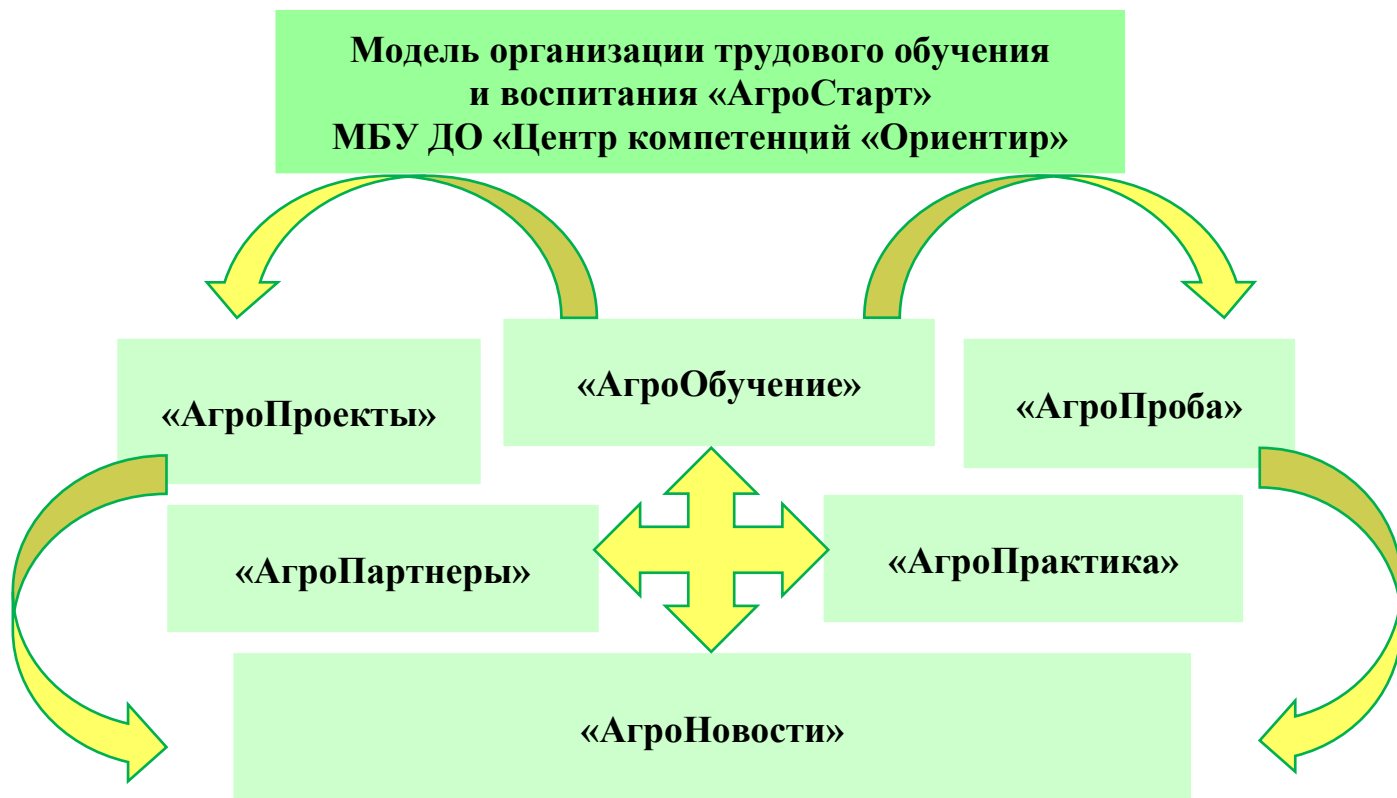 Модель организации трудового обучения
и воспитания «АгроСтарт»
МБУ ДО «Центр компетенций «Ориентир»
«АгроОбучение»
«АгроПроекты»
«АгроПроба»
«АгроПартнеры»
«АгроПрактика»
«АгроНовости»